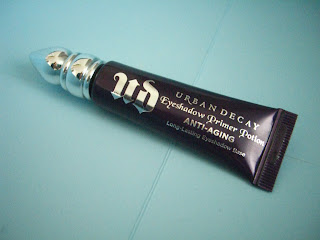 UD
URBAN DECAY
Eyeshadow Primer Potion
ANTI-AGING
Long-Lasting Eyeshadow Base